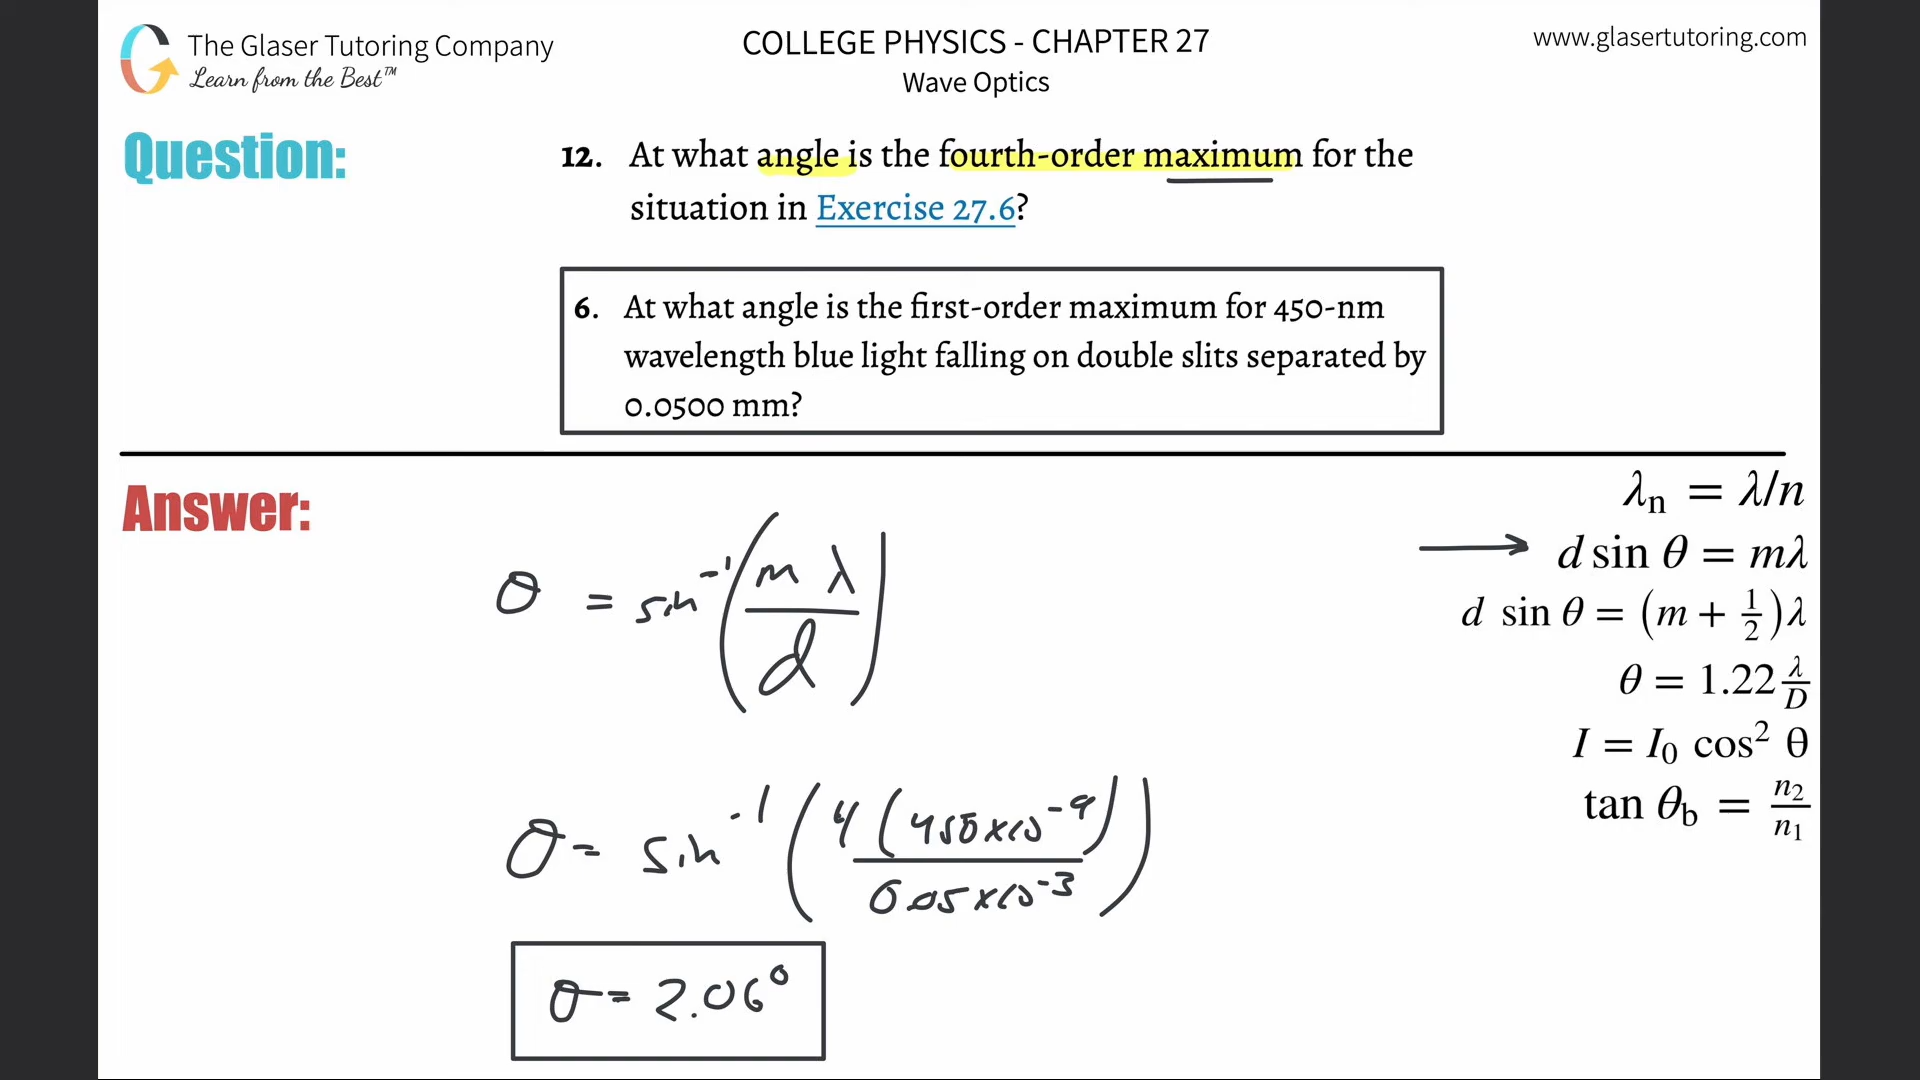 The Glaser Tutoring Company
Learn from the Best™
COLLEGE PHYSICS - CHAPTER 27
Wave Optics
www.glasertutoring.com
Question:
12. At what angle is the fourth-order maximum for the
situation in Exercise 27.6?
6. At what angle is the first-order maximum for 450-nm
wavelength blue light falling on double slits separated by
0.0500 mm?
Answer:
θ = sin⁻¹(mλ/d)
θ = sin⁻¹(4(450x10⁻⁹)/0.05x10⁻³)
θ = 2.06°
λₙ = λ/n
d sin θ = mλ
d sin θ = (m + 1/2)λ
θ = 1.22 λ/D
I = I₀ cos² θ
tan θb = n₂/n₁